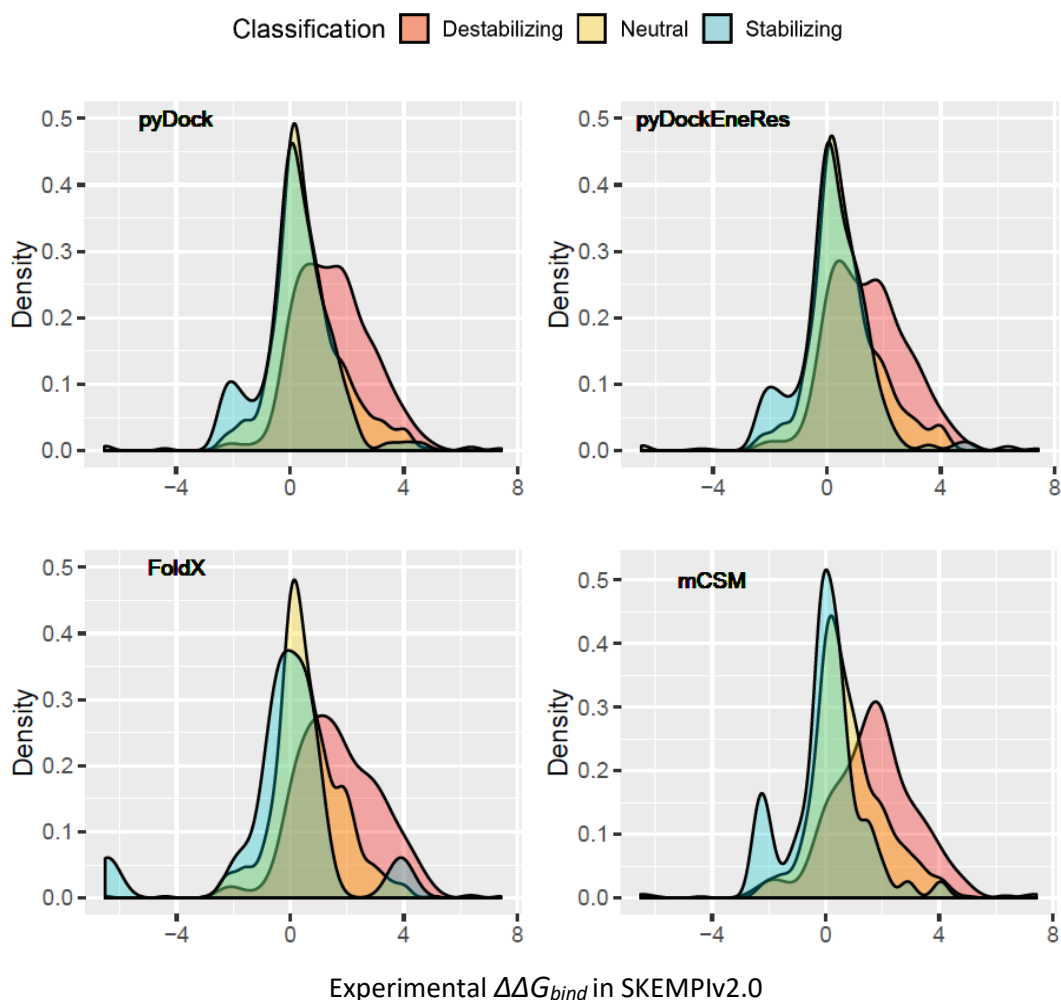 Classification Destabilizing Neutral Stabilizing
pyDock
pyDockEneRes
Density
0.5
0.4
0.3
0.2
0.1
0.0
−4 0 4 8
Density
0.5
0.4
0.3
0.2
0.1
0.0
−4 0 4 8
FoldX
mCSM
Density
0.5
0.4
0.3
0.2
0.1
0.0
−4 0 4 8
Density
0.5
0.4
0.3
0.2
0.1
0.0
−4 0 4 8
Experimental ΔΔGbind in SKEMPIv2.0